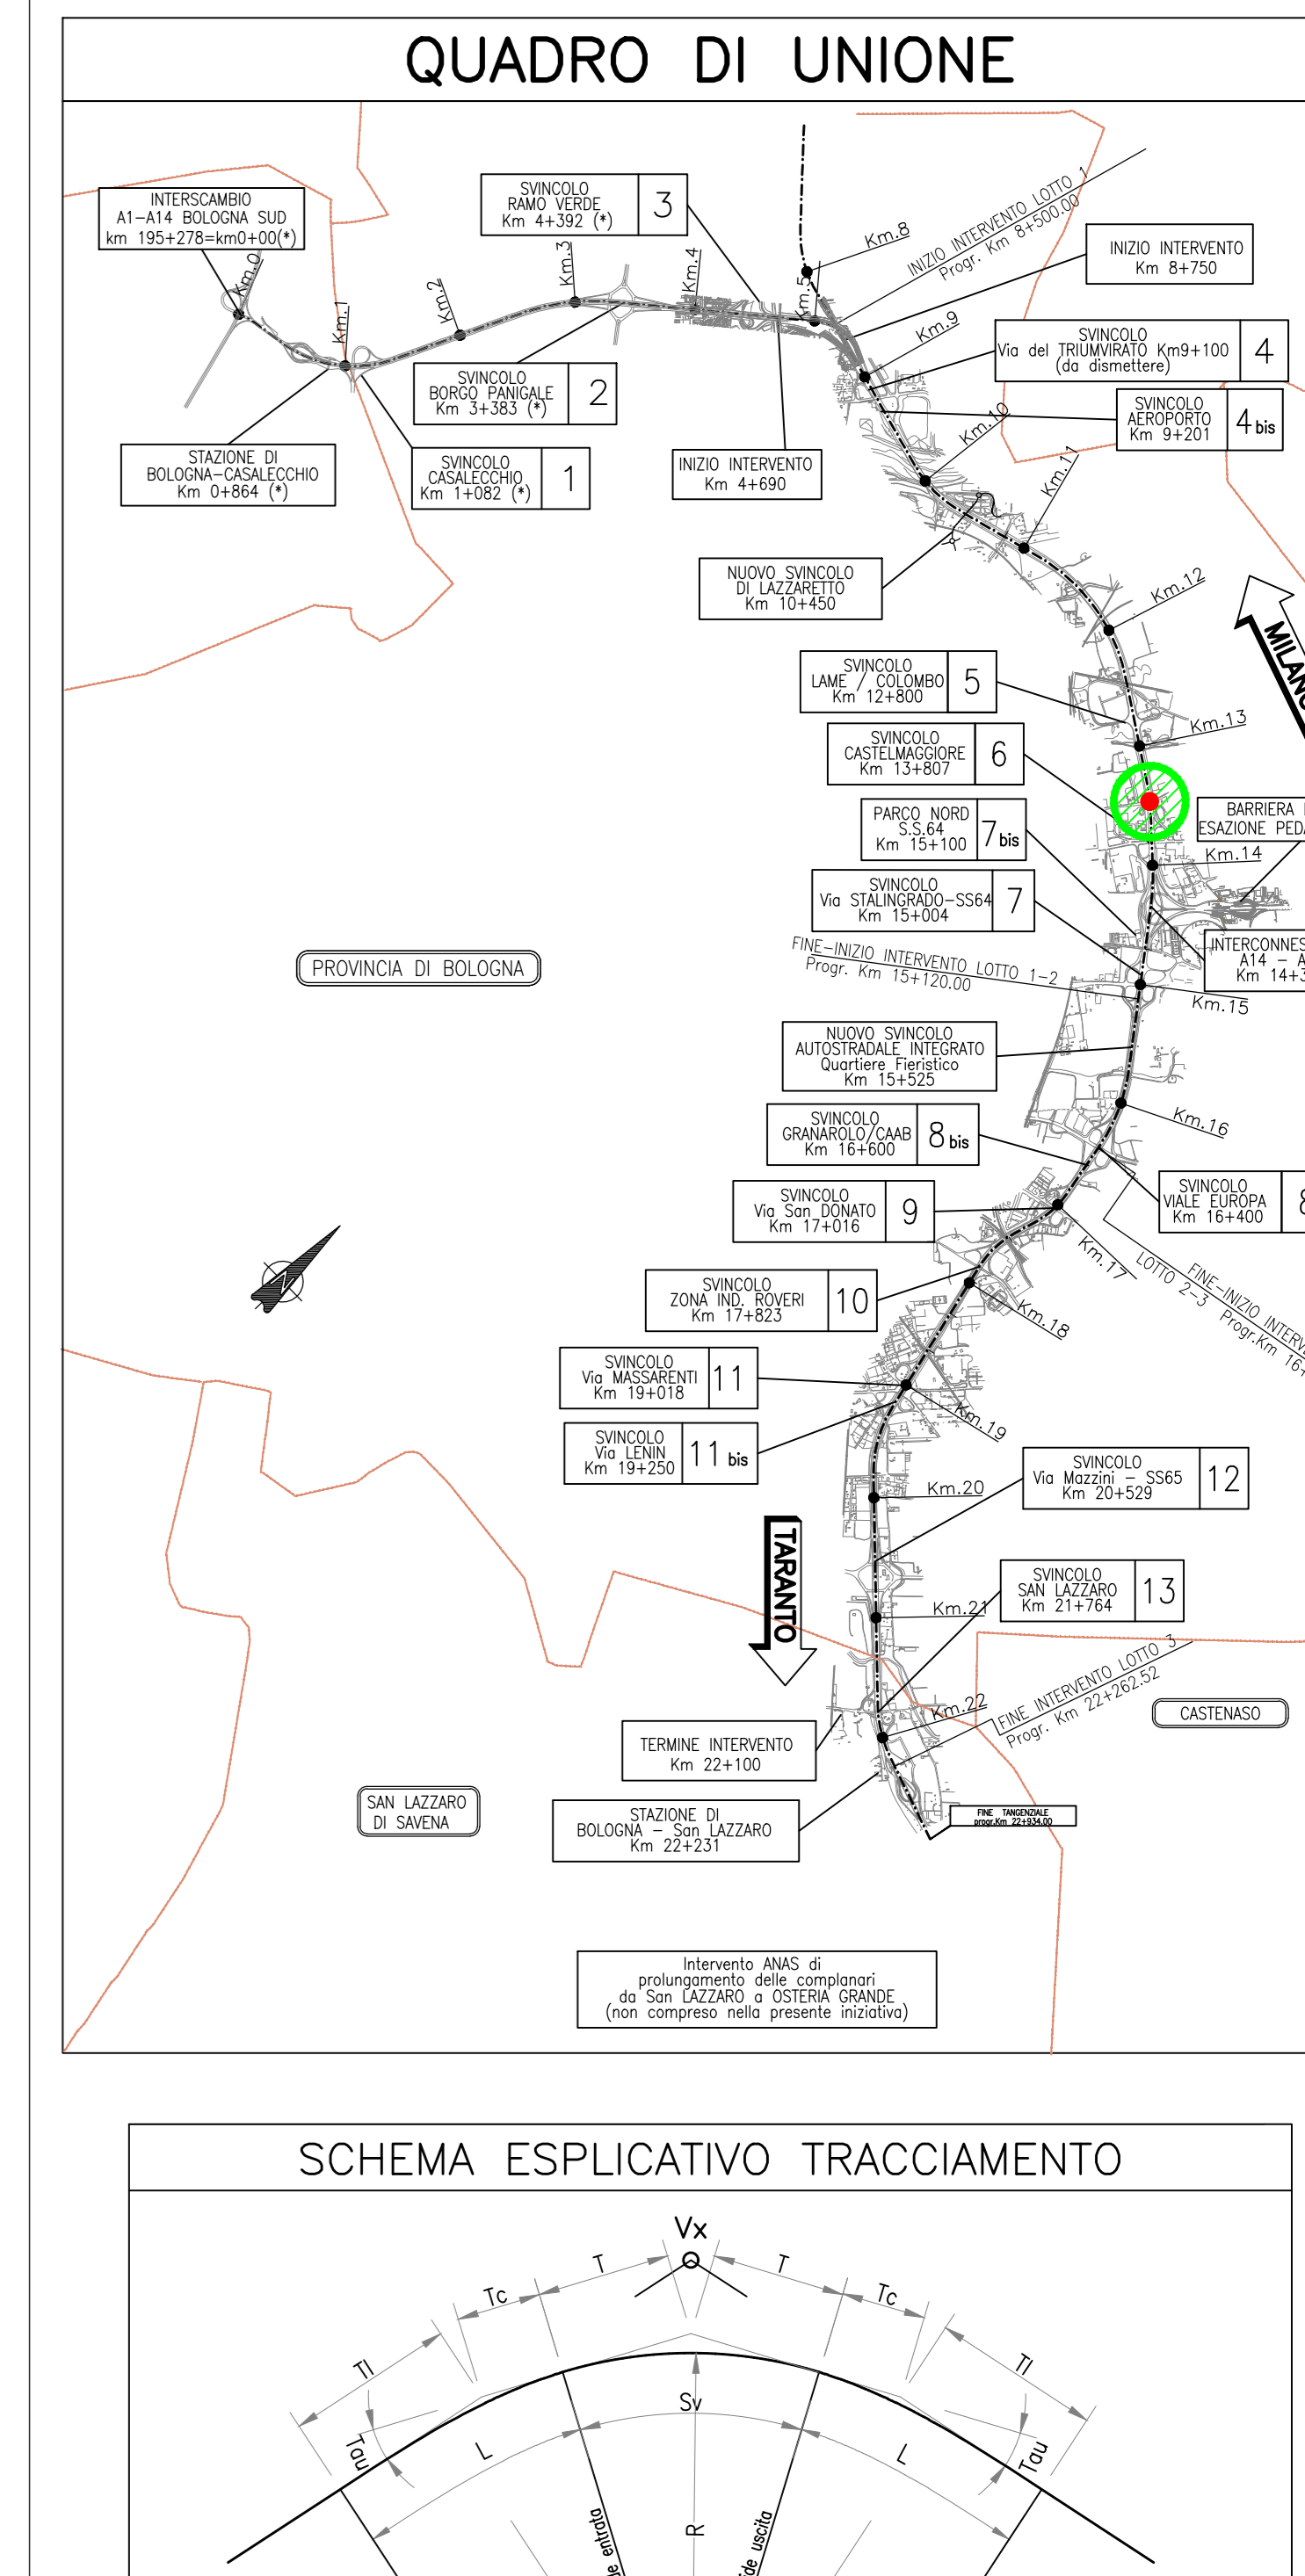 QUADRO DI UNIONE
INTERSCAMBIO
A1-A14 BOLOGNA SUD
km 195+278=km0+00(*)
SVINCOLO
RAMO VERDE
Km 4+392 (*)
3
Km.0
Km.1
Km.2
Km.3
Km.4
Km.5
Km.8
INIZIO INTERVENTO LOTTO 1
Progr. Km 8+500.00
INIZIO INTERVENTO
Km 8+750
Km.9
SVINCOLO
Via del TRIUMVIRATO Km9+100
(da dismettere)
4
SVINCOLO
BORGO PANIGALE
Km 3+383 (*)
2
SVINCOLO
AEROPORTO
Km 9+201
4 bis
STAZIONE DI
BOLOGNA-CASALECCHIO
Km 0+864 (*)
SVINCOLO
CASALECCHIO
Km 1+082 (*)
1
INIZIO INTERVENTO
Km 4+690
Km.10
Km.11
NUOVO SVINCOLO
DI LAZZARETTO
Km 10+450
Km.12
MILANO
SVINCOLO
LAME / COLOMBO
Km 12+800
5
Km.13
SVINCOLO
CASTELMAGGIORE
Km 13+807
6
PARCO NORD
S.S.64
Km 15+100
7 bis
BARRIERA
Km.14
SVINCOLO
Via STALINGRADO-SS64
Km 15+004
7
A14 -
FINE-INIZIO INTERVENTO LOTTO 1-2
Progr. Km 15+120.00
PROVINCIA DI BOLOGNA
Km.15
NUOVO SVINCOLO
AUTOSTRADALE INTEGRATO
Quartiere Fieristico
Km 15+525
SVINCOLO
GRANAROLO/CAAB
Km 16+600
8 bis
Km.16
SVINCOLO
VIALE EUROPA
Km 16+400
SVINCOLO
Via San DONATO
Km 17+016
9
Km.17
FINE-INIZIO
LOTTO 2-3 Progr.Km
SVINCOLO
ZONA IND. ROVERI
Km 17+823
10
Km.18
SVINCOLO
Via MASSARENTI
Km 19+018
11
Km.19
SVINCOLO
Via LENIN
Km 19+250
11 bis
SVINCOLO
Via Mazzini - SS65
Km 20+529
12
Km.20
TARANTO
SVINCOLO
SAN LAZZARO
Km 21+764
13
Km.21
FINE INTERVENTO LOTTO 3
Progr. Km 22+262.52
Km.22
CASTENASO
TERMINE INTERVENTO
Km 22+100
SAN LAZZARO
DI SAVENA
STAZIONE DI
BOLOGNA - San LAZZARO
Km 22+231
FINE TANGENZIALE
progr.Km 22+934.00
Intervento ANAS di
prolungamento delle complanari
da San LAZZARO a OSTERIA GRANDE
(non compreso nella presente iniziativa)
SCHEMA ESPLICATIVO TRACCIAMENTO
Vx
T
T
Tc
Tc
Tl
Tl
Sv
Tau
Tau
L
L
R
entrata
uscita